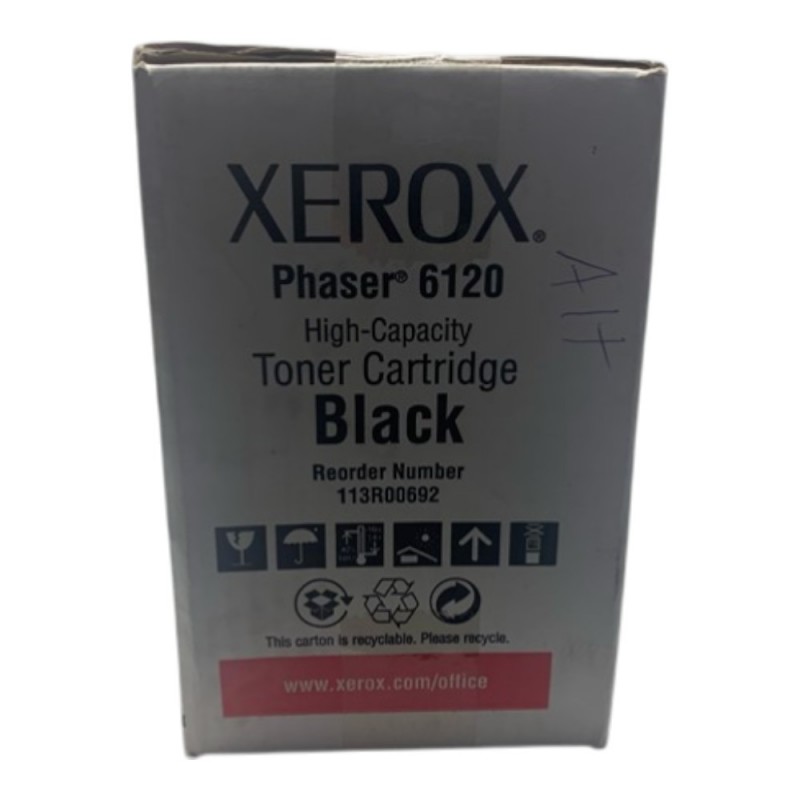 XEROX®
Phaser® 6120
High-Capacity
Toner Cartridge
Black
Reorder Number
113R00692
This carton is recyclable. Please recycle.
www.xerox.com/office
Alt